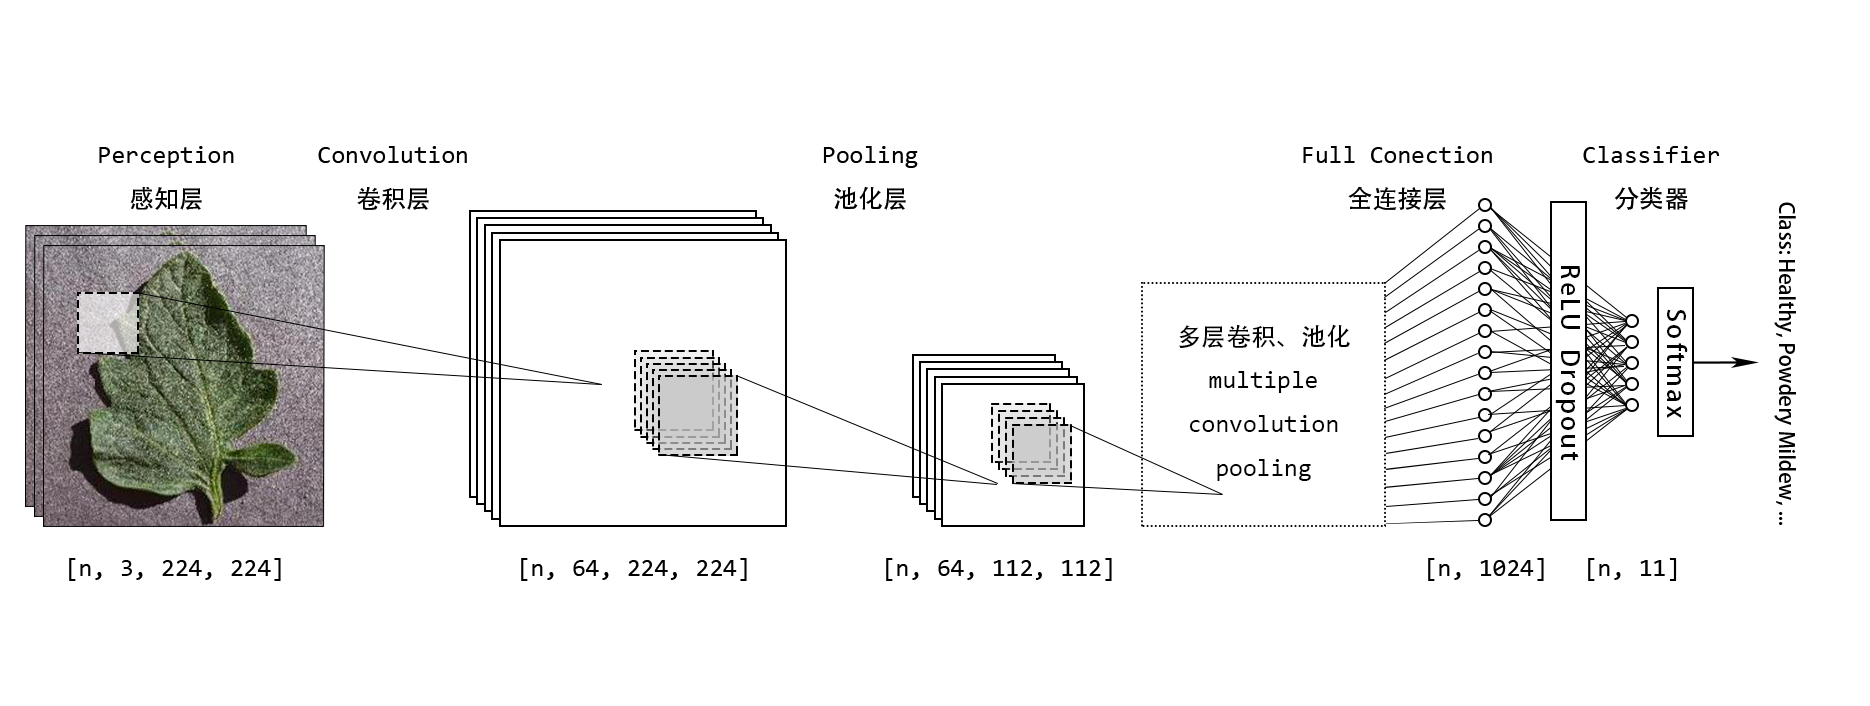 Perception
感知层
Convolution
卷积层
Pooling
池化层
Full Conection
全连接层
Classifier
分类器
多层卷积、池化
multiple
convolution
pooling
ReLU Dropout
Softmax
Class:Healthy, Powdery Mildew, ...
[n, 3, 224, 224]
[n, 64, 224, 224]
[n, 64, 112, 112]
[n, 1024]
[n, 11]